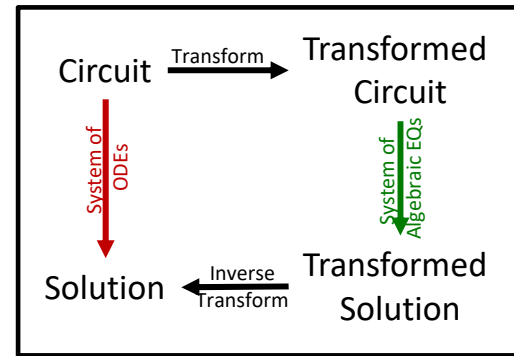 Circuit
Transform
Transformed
Circuit
System of
ODEs
System of
Algebraic EQs
Solution
Inverse
Transform
Transformed
Solution